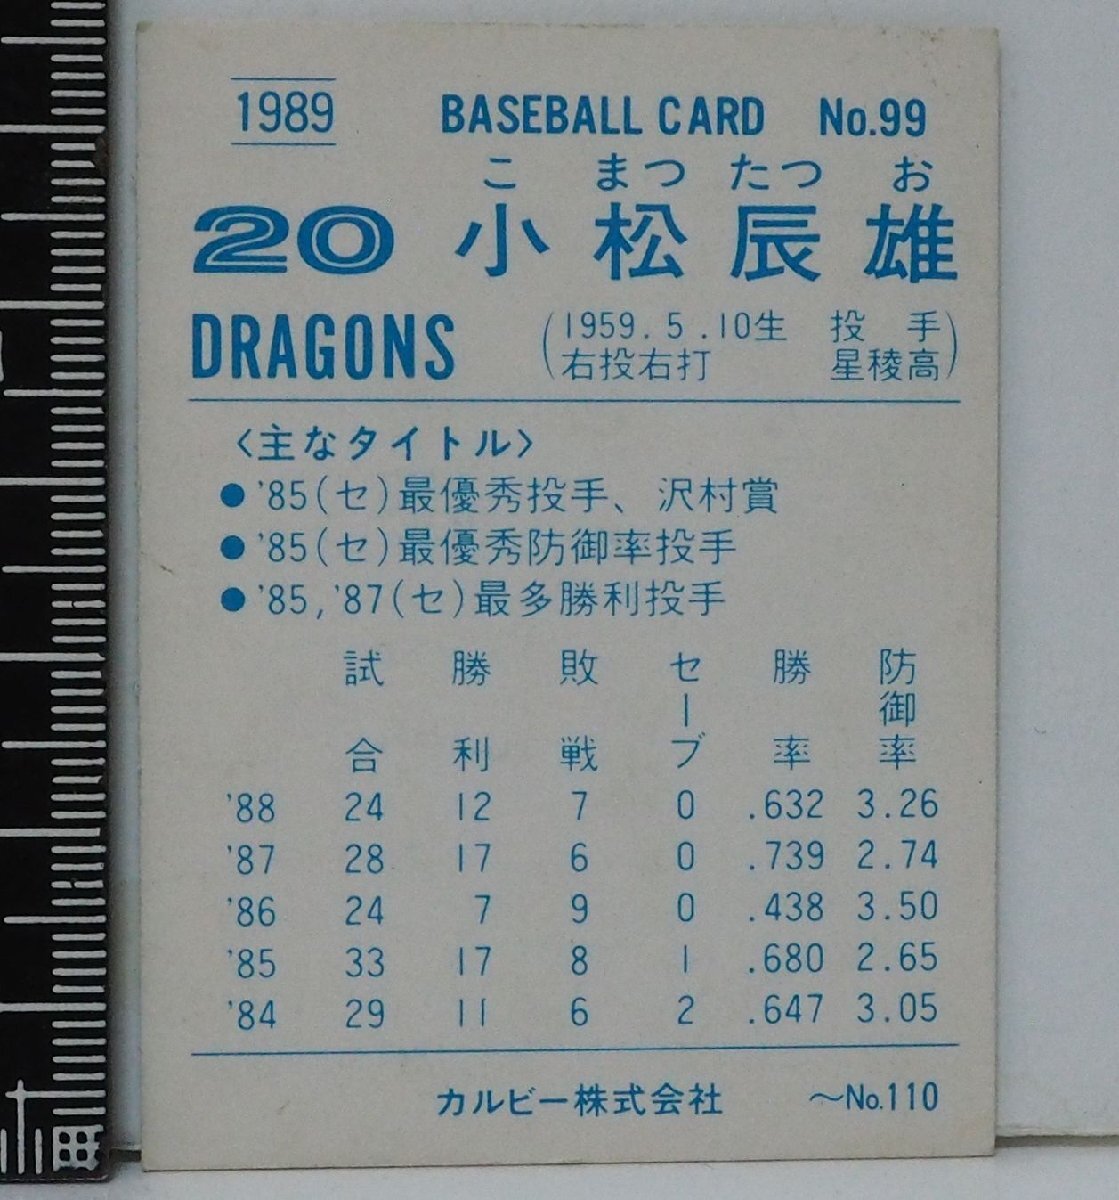 1989 BASEBALL CARD No.99
こ まつ たつ お
20 小松辰雄
DRAGONS (1959.5.10生 投手
右投右打 星稜高)
〈主なタイトル〉
●'85(セ)最優秀投手、沢村賞
●'85(セ)最優秀防御率投手
●'85,'87(セ)最多勝利投手
試合 勝利 敗戦 セーブ 勝率 防御率
'88 24 12 7 0 .632 3.26
'87 28 17 6 0 .739 2.74
'86 24 7 9 0 .438 3.50
'85 33 17 8 1 .680 2.65
'84 29 11 6 2 .647 3.05
カルビー株式会社 〜No.110